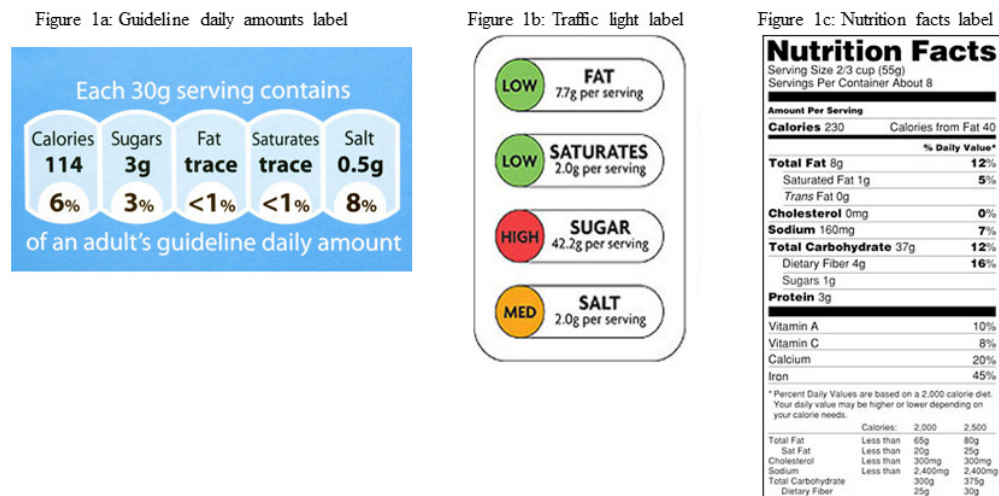 Figure 1a: Guideline daily amounts label
Each 30g serving contains
Calories Sugars Fat Saturates Salt
114 3g trace trace 0.5g
6% 3% <1% <1% 8%
of an adult's guideline daily amount
Figure 1b: Traffic light label
LOW FAT
7.7g per serving
LOW SATURATES
2.0g per serving
HIGH SUGAR
42.2g per serving
MED SALT
2.0g per serving
Figure 1c: Nutrition facts label
Nutrition Facts
Serving Size 2/3 cup (55g)
Servings Per Container About 8
Amount Per Serving
Calories 230 Calories from Fat 40
% Daily Value*
Total Fat 8g 12%
Saturated Fat 1g 5%
Trans Fat 0g
Cholesterol 0mg 0%
Sodium 160mg 7%
Total Carbohydrate 37g 12%
Dietary Fiber 4g 16%
Sugars 1g
Protein 3g
Vitamin A 10%
Vitamin C 8%
Calcium 20%
Iron 45%
* Percent Daily Values are based on a 2,000 calorie diet.
Your daily value may be higher or lower depending on
your calorie needs.
Calories: 2,000 2,500
Total Fat Less than 65g 80g
Sat Fat Less than 20g 25g
Cholesterol Less than 300mg 300mg
Sodium Less than 2,400mg 2,400mg
Total Carbohydrate 300g 375g
Dietary Fiber 25g 30g